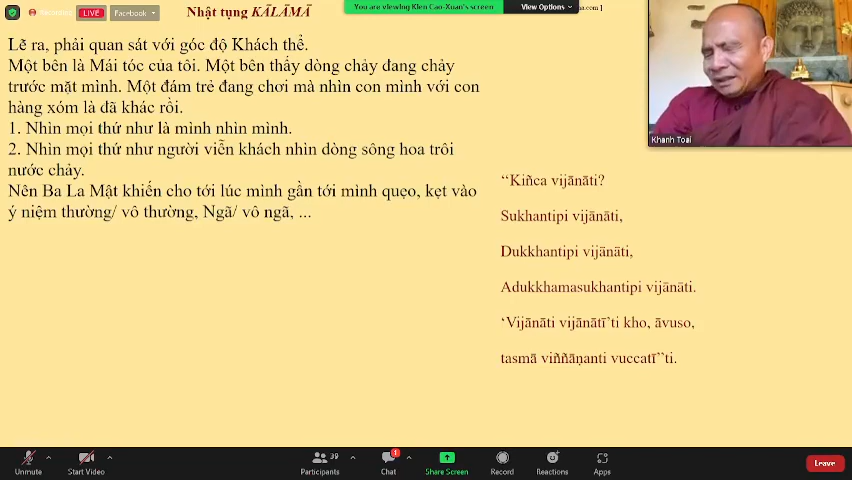 Recording
LIVE
Facebook
Nhật tụng KĀLĀMĀ
You are viewing Kien Cao-Xuan's screen
View Options
Lẽ ra, phải quan sát với góc độ Khách thể.
Một bên là Mái tóc của tôi. Một bên thấy dòng chảy đang chảy
trước mặt mình. Một đám trẻ đang chơi mà nhìn con mình với con
hàng xóm là đã khác rồi.
1. Nhìn mọi thứ như là mình nhìn mình.
2. Nhìn mọi thứ như người viễn khách nhìn dòng sông hoa trôi
nước chảy.
Nên Ba La Mật khiến cho tới lúc mình gần tới mình quẹo, kẹt vào
ý niệm thường/ vô thường, Ngã/ vô ngã, ...
Khanh Toai
“Kiñca vijānāti?
Sukhantipi vijānāti,
Dukkhantipi vijānāti,
Adukkhamasukhantipi vijānāti.
‘Vijānāti vijānātī’ti kho, āvuso,
tasmā viññāṇanti vuccatī”ti.
Unmute
Start Video
39
Participants
1
Chat
Share Screen
Record
Reactions
Apps
Leave